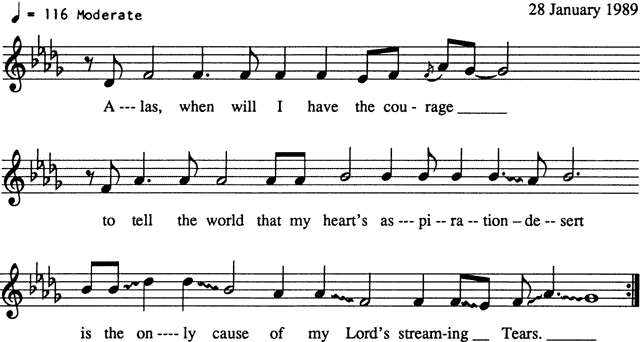 ♩ = 116 Moderate
28 January 1989
A --- las, when will I have the cou - rage ______
to tell the world that my heart's as --- pi -- ra -- tion – de -- sert
is the on ---- ly cause of my Lord's stream-ing __ Tears. ______